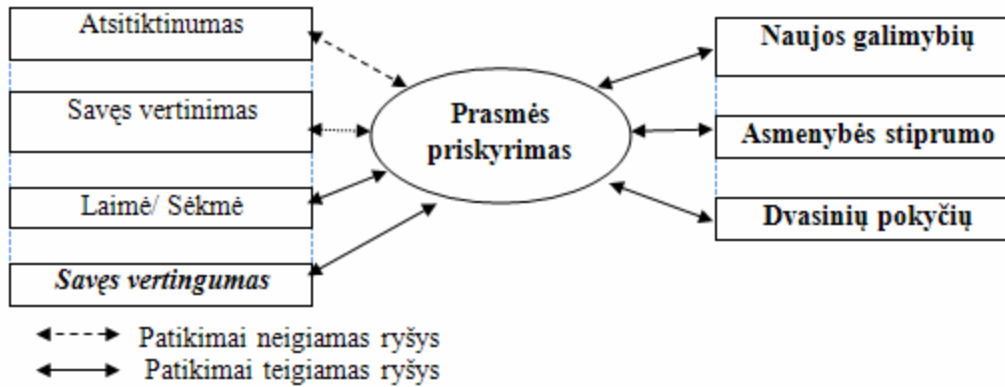 Atsitiktinumas
Savęs vertinimas
Laimė/ Sėkmė
Savęs vertingumas
Prasmės
priskyrimas
Naujos galimybių
Asmenybės stiprumo
Dvasinių pokyčių
Patikimai neigiamas ryšys
Patikimai teigiamas ryšys